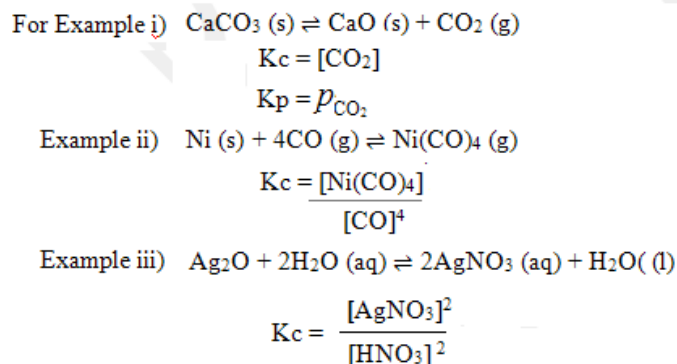 For Example i) CaCO₃ (s) ⇌ CaO (s) + CO₂ (g)
Kc = [CO₂]
Kp = pCO₂
Example ii) Ni (s) + 4CO (g) ⇌ Ni(CO)₄ (g)
Kc = [Ni(CO)₄]
[CO]⁴
Example iii) Ag₂O + 2H₂O (aq) ⇌ 2AgNO₃ (aq) + H₂O( (l)
[AgNO₃]²
Kc =
[HNO₃]²